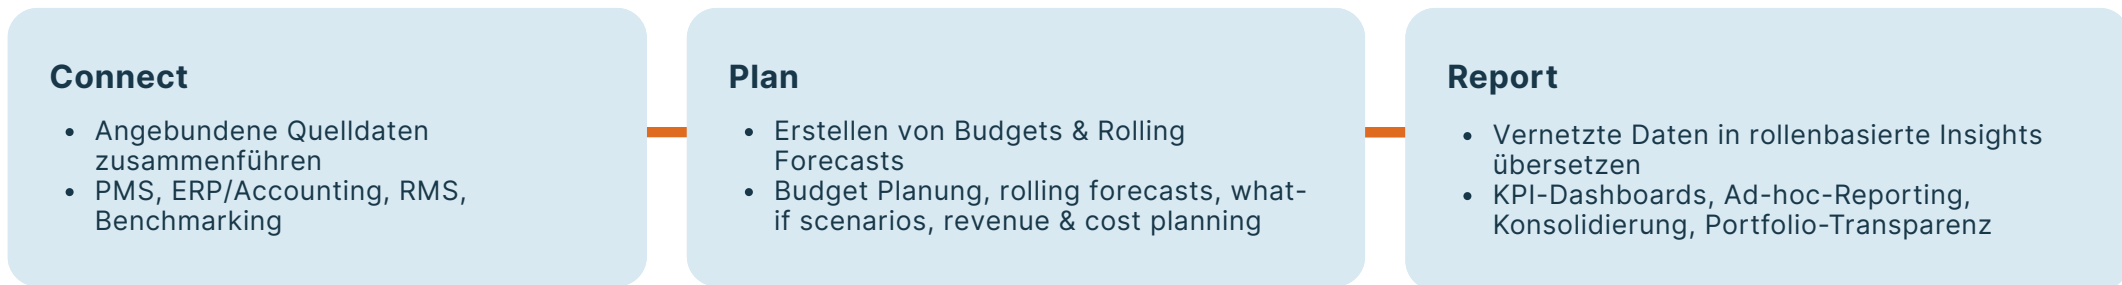 Connect
• Angebundene Quelldaten
zusammenführen
• PMS, ERP/Accounting, RMS,
Benchmarking
Plan
• Erstellen von Budgets & Rolling
Forecasts
• Budget Planung, rolling forecasts, what-
if scenarios, revenue & cost planning
Report
• Vernetzte Daten in rollenbasierte Insights
übersetzen
• KPI-Dashboards, Ad-hoc-Reporting,
Konsolidierung, Portfolio-Transparenz